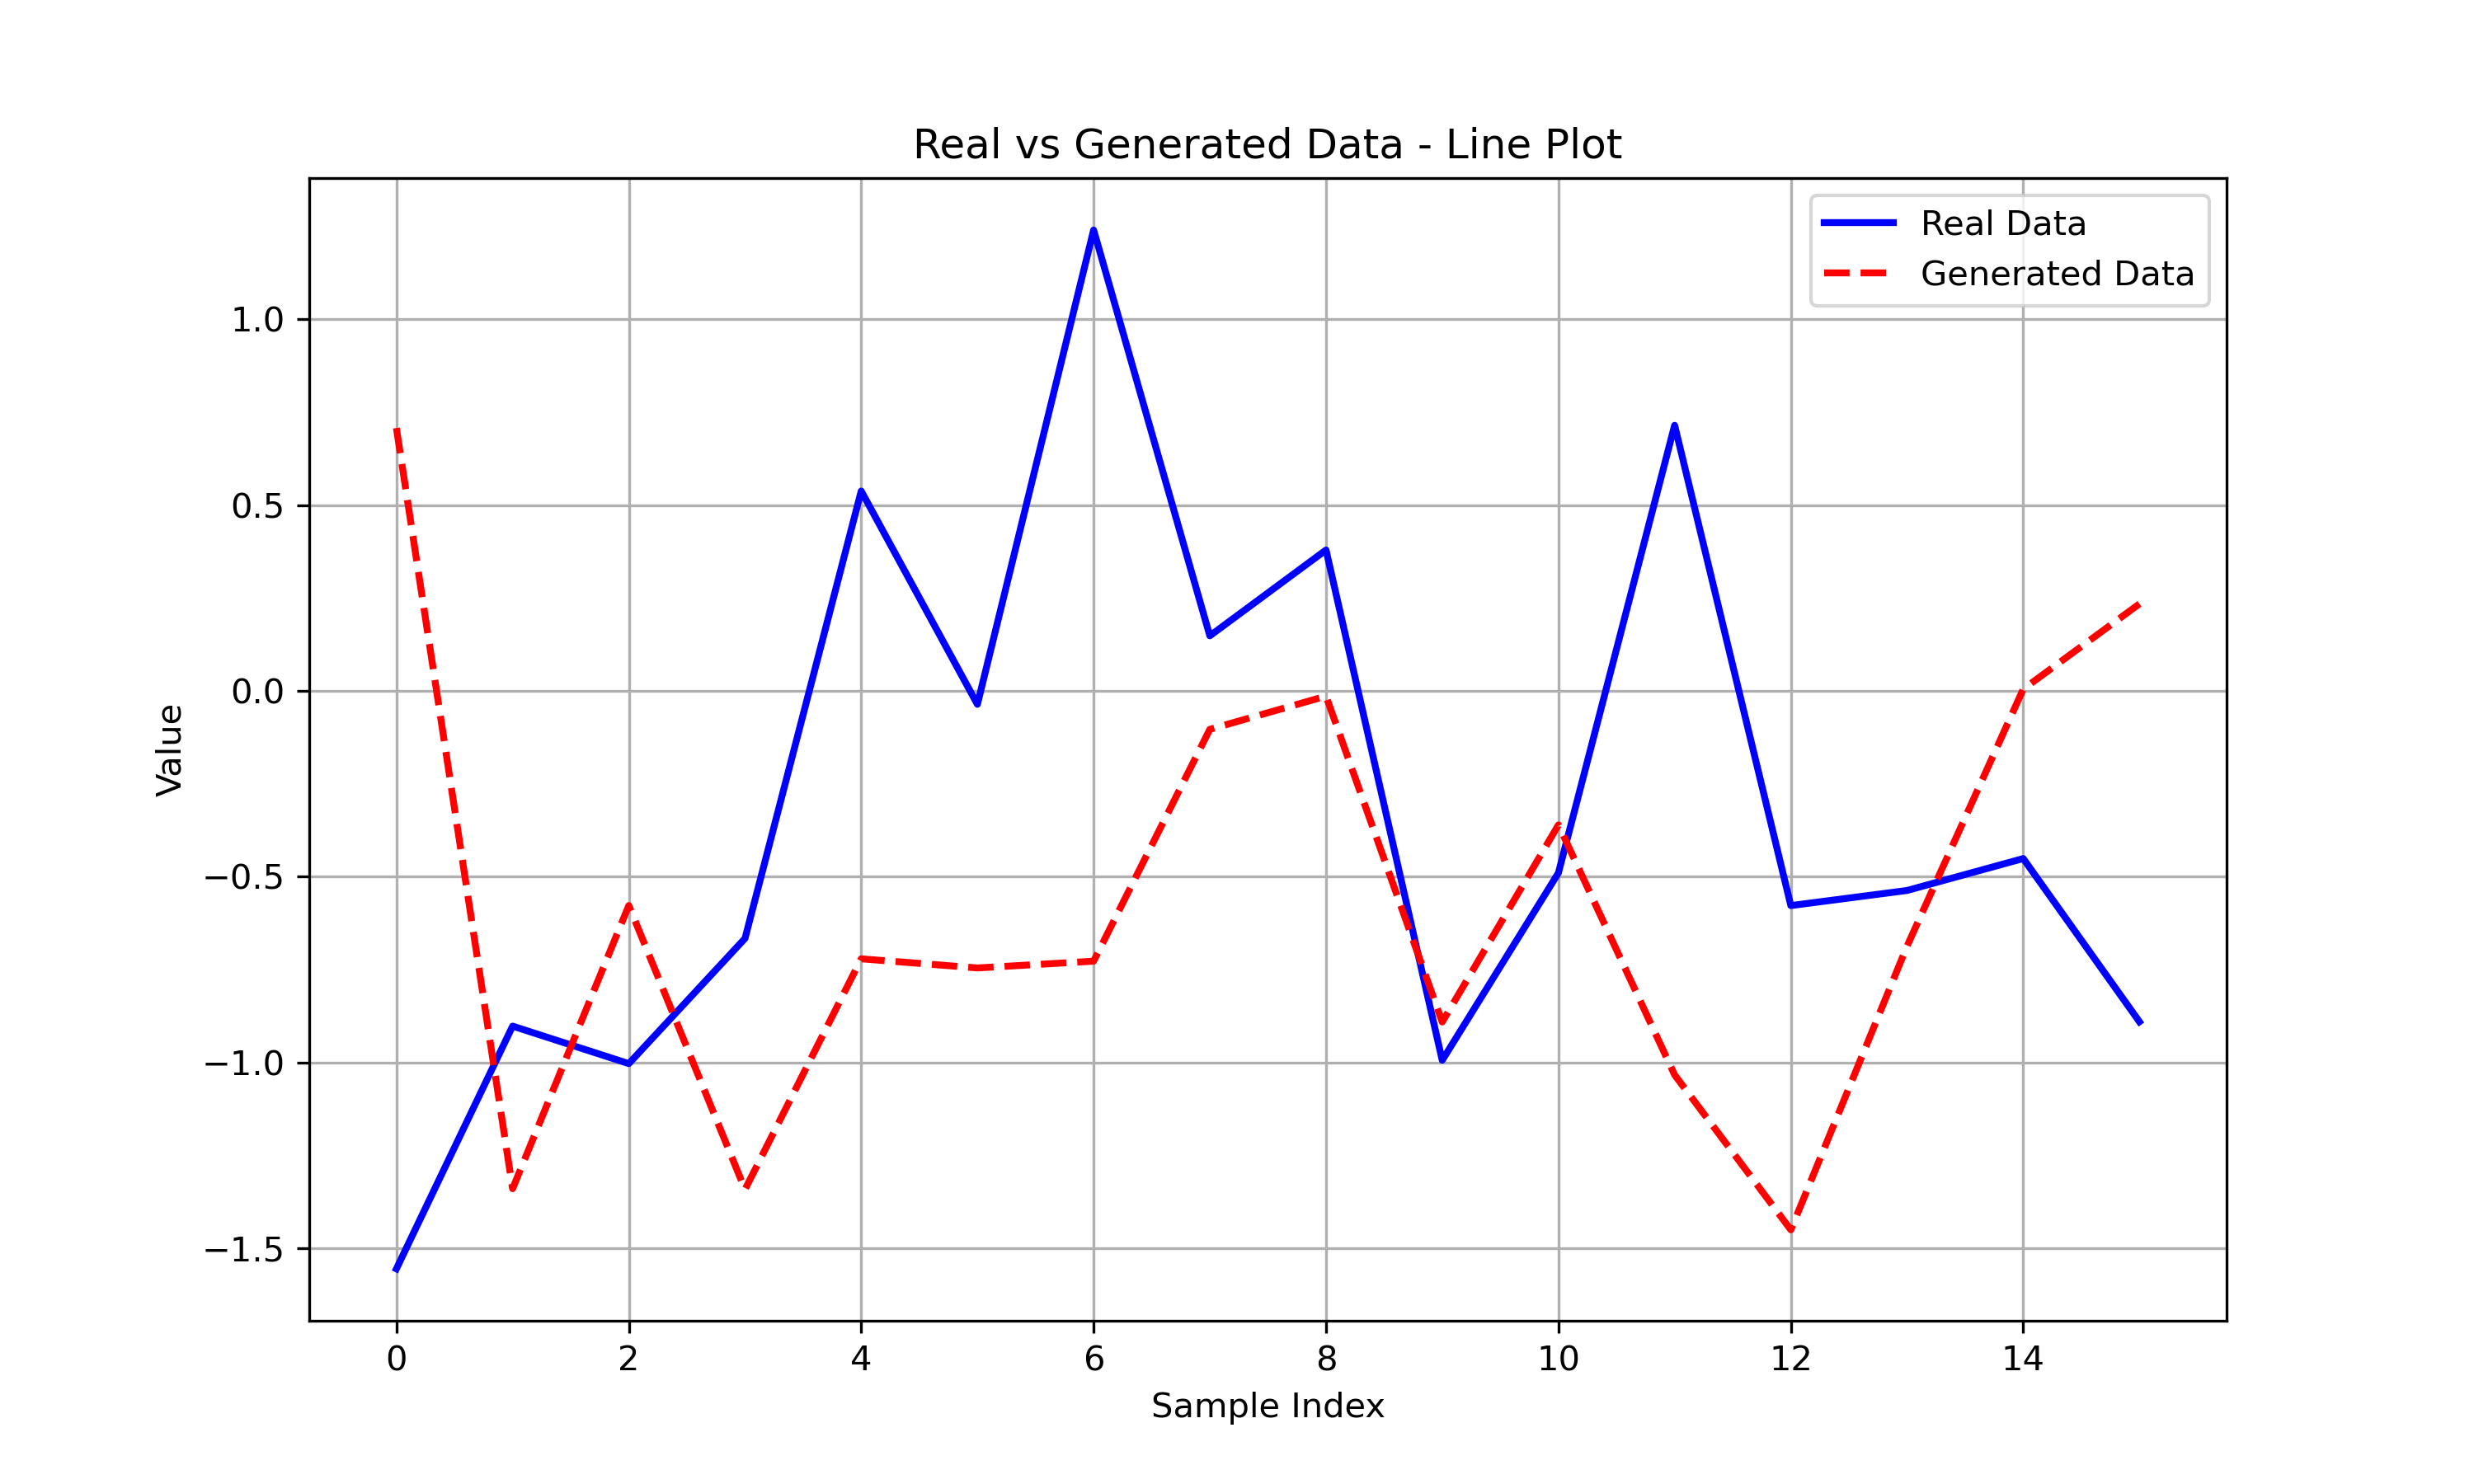 Real vs Generated Data - Line Plot
Real Data
Generated Data
1.0
0.5
0.0
−0.5
−1.0
−1.5
Value
0 2 4 6 8 10 12 14
Sample Index